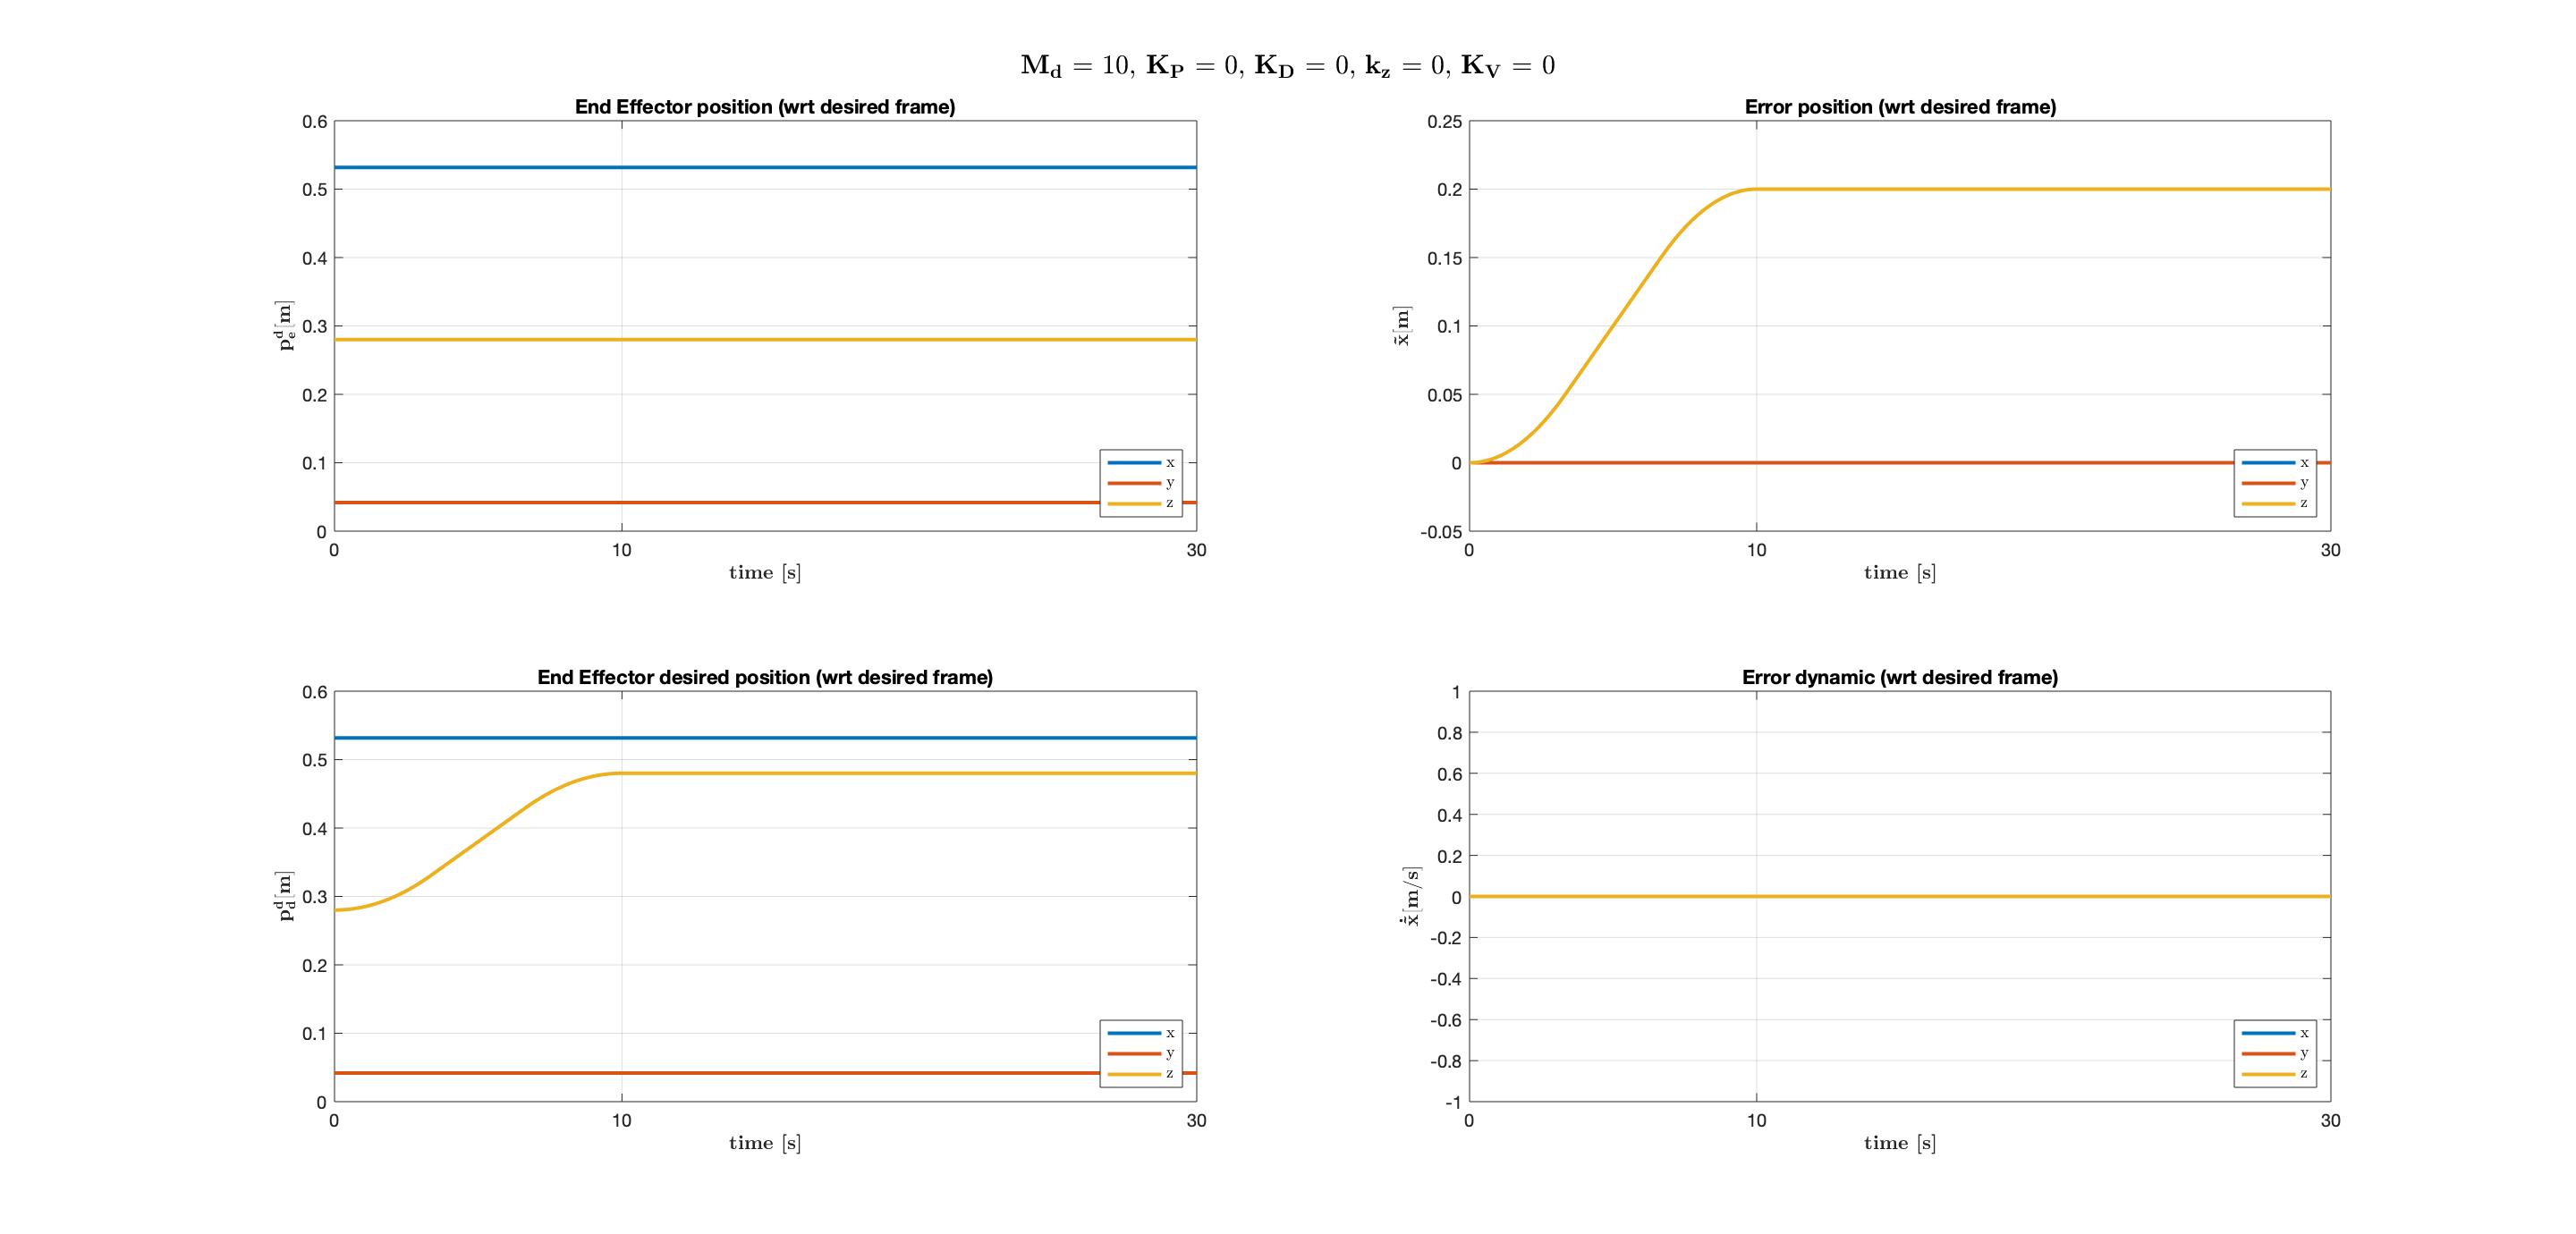 M_d = 10, K_P = 0, K_D = 0, k_z = 0, K_V = 0
End Effector position (wrt desired frame)
0.6
0.5
0.4
0.3
0.2
0.1
0
p_e^d[m]
0
10
30
time [s]
x
y
z
Error position (wrt desired frame)
0.25
0.2
0.15
0.1
0.05
0
-0.05
x̃[m]
0
10
30
time [s]
x
y
z
End Effector desired position (wrt desired frame)
0.6
0.5
0.4
0.3
0.2
0.1
0
p_d^d[m]
0
10
30
time [s]
x
y
z
Error dynamic (wrt desired frame)
1
0.8
0.6
0.4
0.2
0
-0.2
-0.4
-0.6
-0.8
-1
x̃̇[m/s]
0
10
30
time [s]
x
y
z